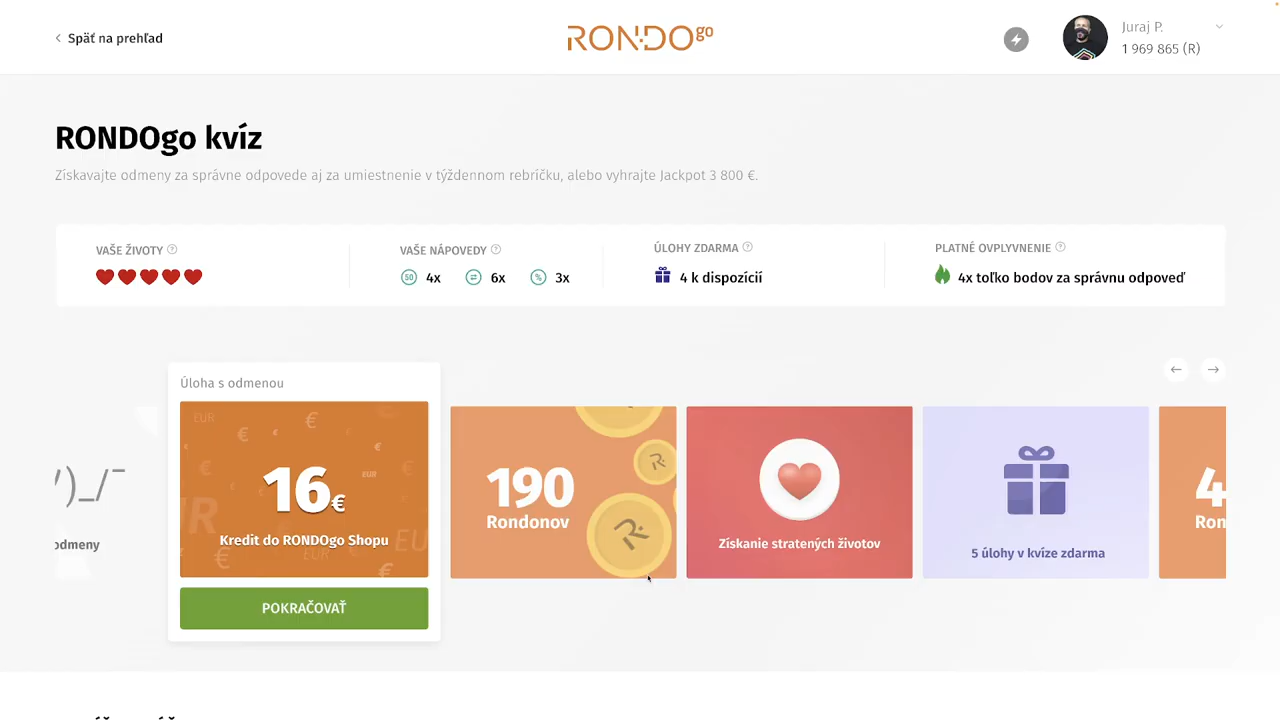 Späť na prehľad
RONDOgo
Juraj P.
1 969 865 (R)
RONDOgo kvíz
Získavajte odmeny za správne odpovede aj za umiestnenie v týždennom rebríčku, alebo vyhrajte Jackpot 3 800 €.
VAŠE ŽIVOTY ?
VAŠE NÁPOVEDY ?
ÚLOHY ZDARMA ?
PLATNÉ OVPLYVNENIE ?
50 4x 6x % 3x
4 k dispozícií
4x toľko bodov za správnu odpoveď
Úloha s odmenou
EUR
16€
Kredit do RONDOgo Shopu
POKRAČOVAŤ
190
Rondonov
Získanie stratených životov
5 úlohy v kvíze zdarma
odmeny